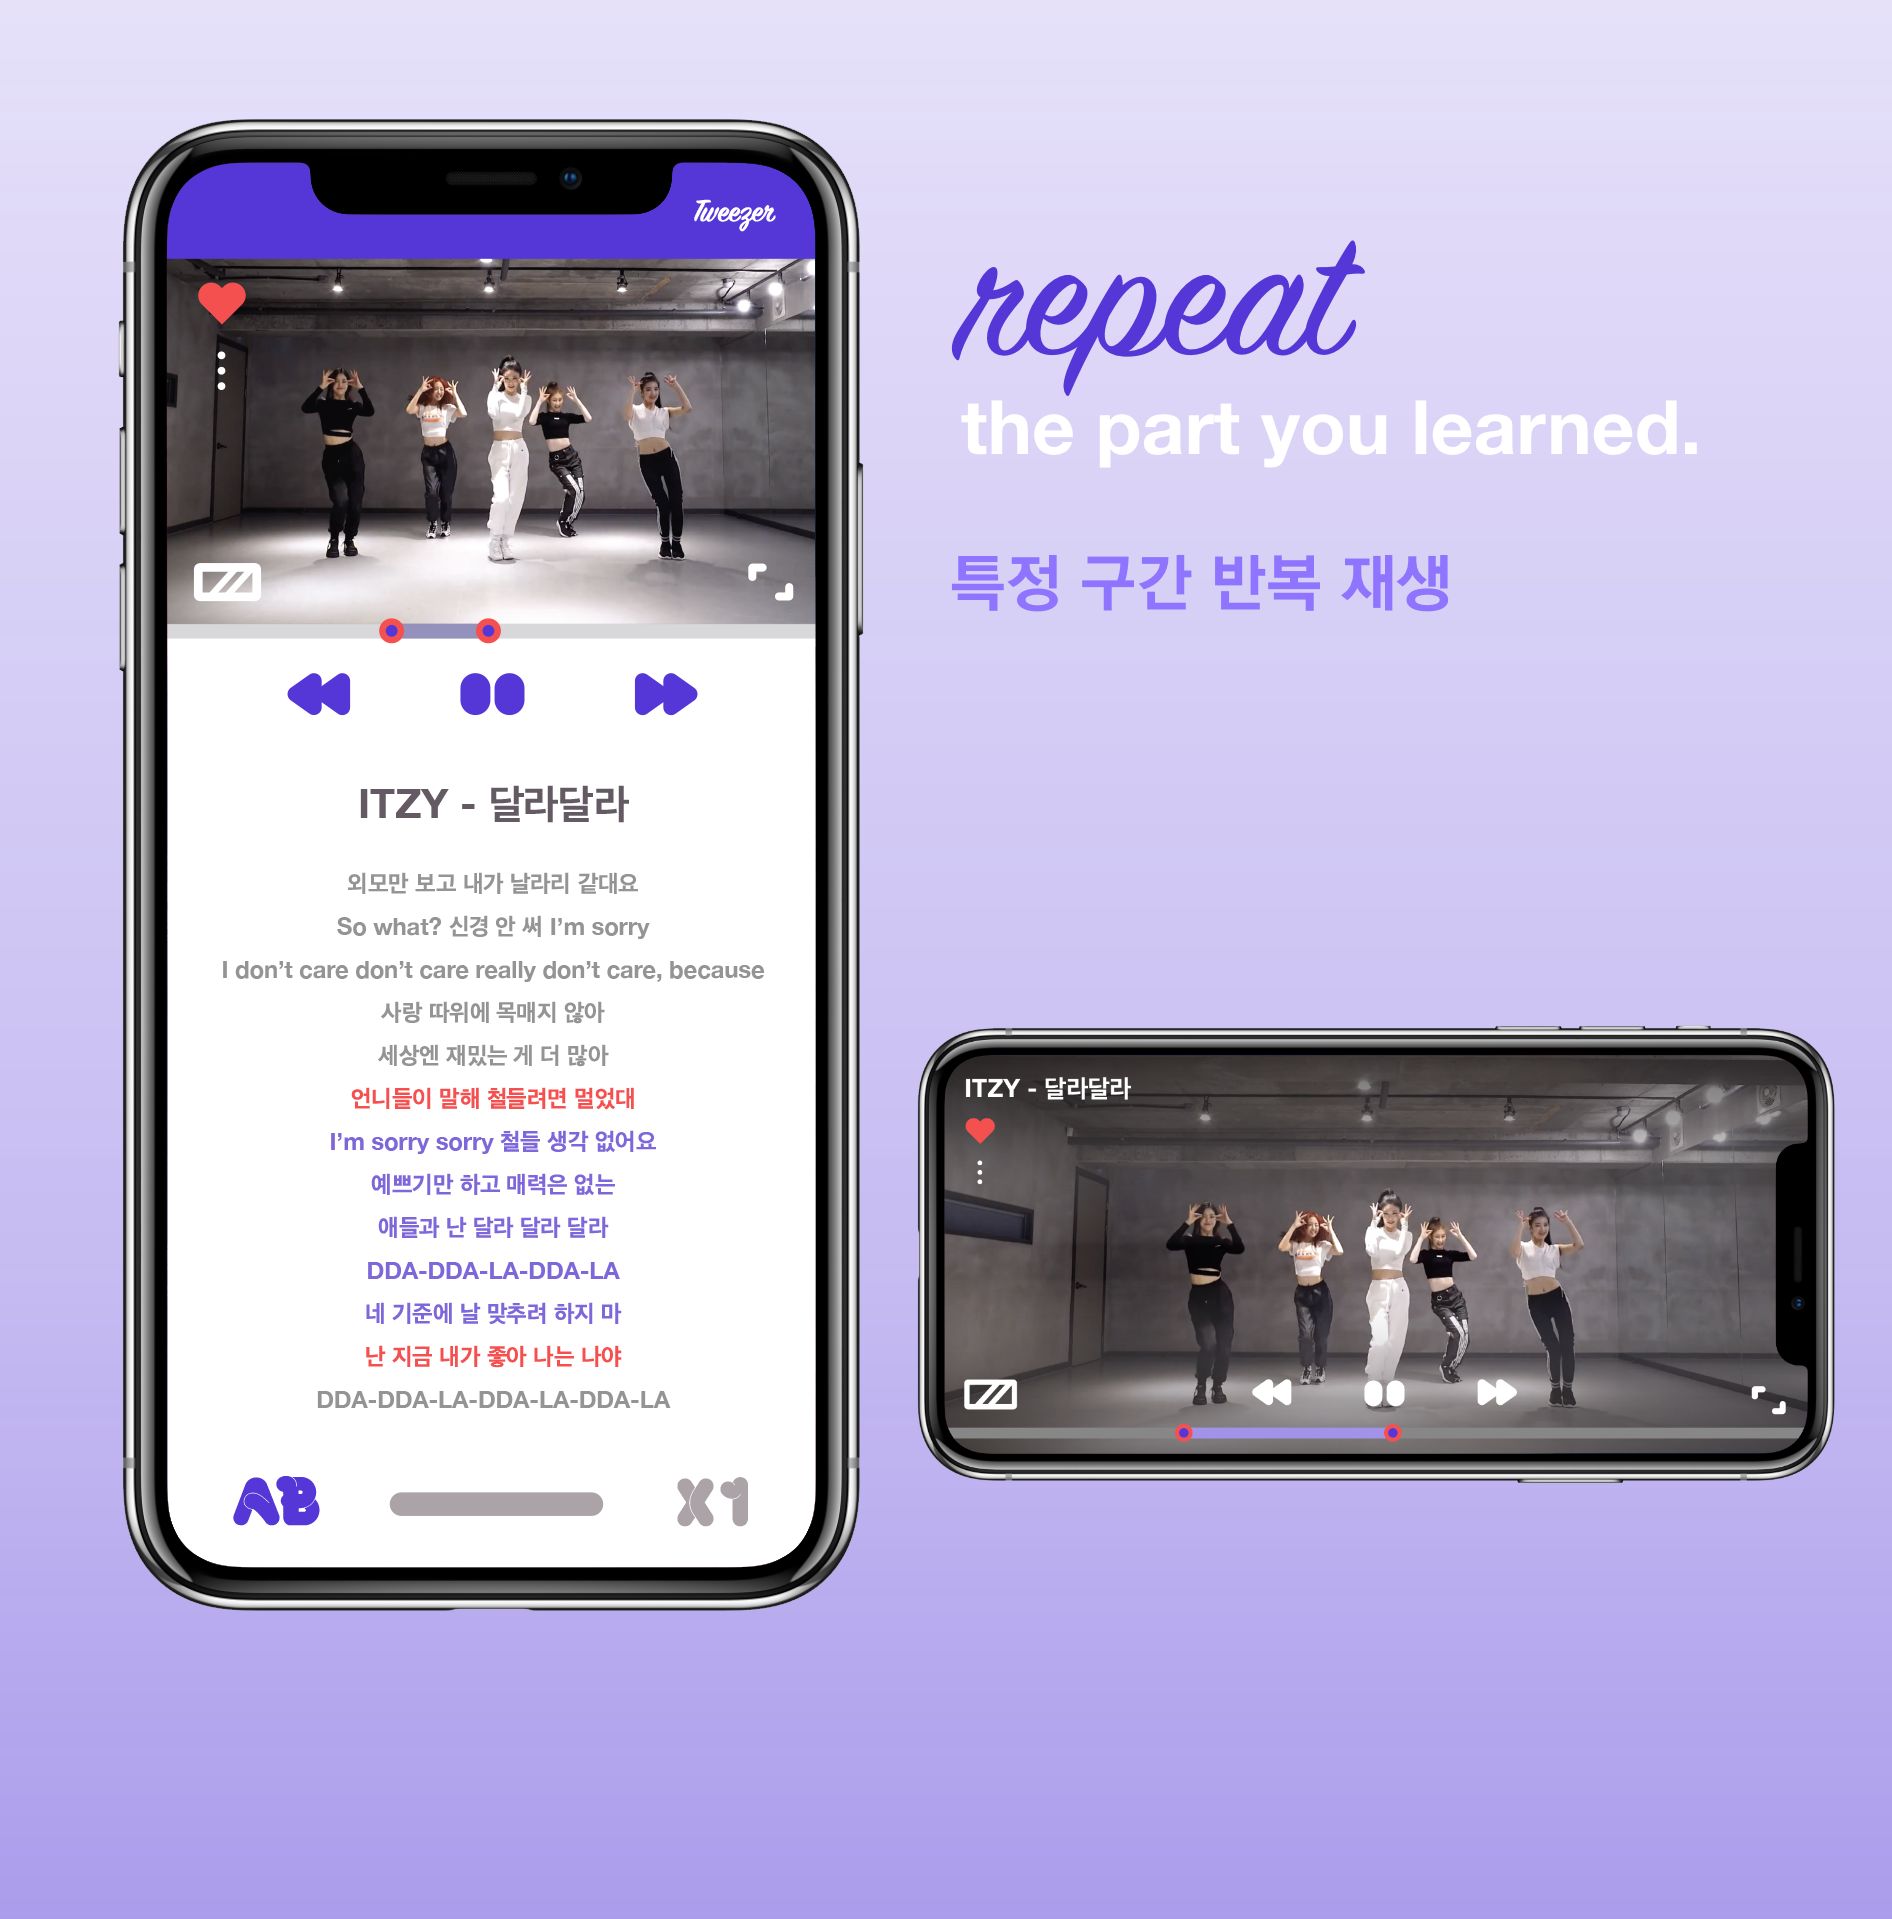 Tweezer
repeat
the part you learned.
특정 구간 반복 재생
ITZY - 달라달라
외모만 보고 내가 날라리 같대요
So what? 신경 안 써 I’m sorry
I don’t care don’t care really don’t care, because
사랑 따위에 목매지 않아
세상엔 재밌는 게 더 많아
언니들이 말해 철들려면 멀었대
I’m sorry sorry 철들 생각 없어요
예쁘기만 하고 매력은 없는
애들과 난 달라 달라 달라
DDA-DDA-LA-DDA-LA
네 기준에 날 맞추려 하지 마
난 지금 내가 좋아 나는 나야
DDA-DDA-LA-DDA-LA-DDA-LA
AB
X1
ITZY - 달라달라